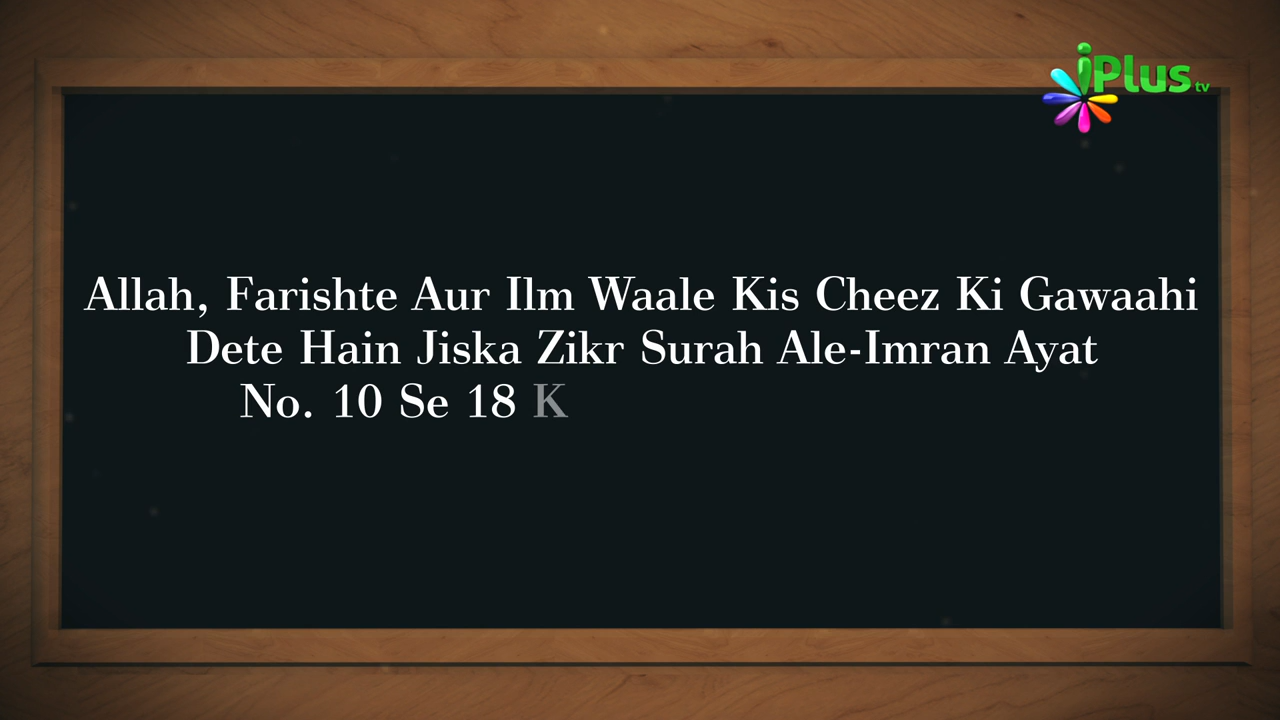 iPlus tv
Allah, Farishte Aur Ilm Waale Kis Cheez Ki Gawaahi
Dete Hain Jiska Zikr Surah Ale-Imran Ayat
No. 10 Se 18 K